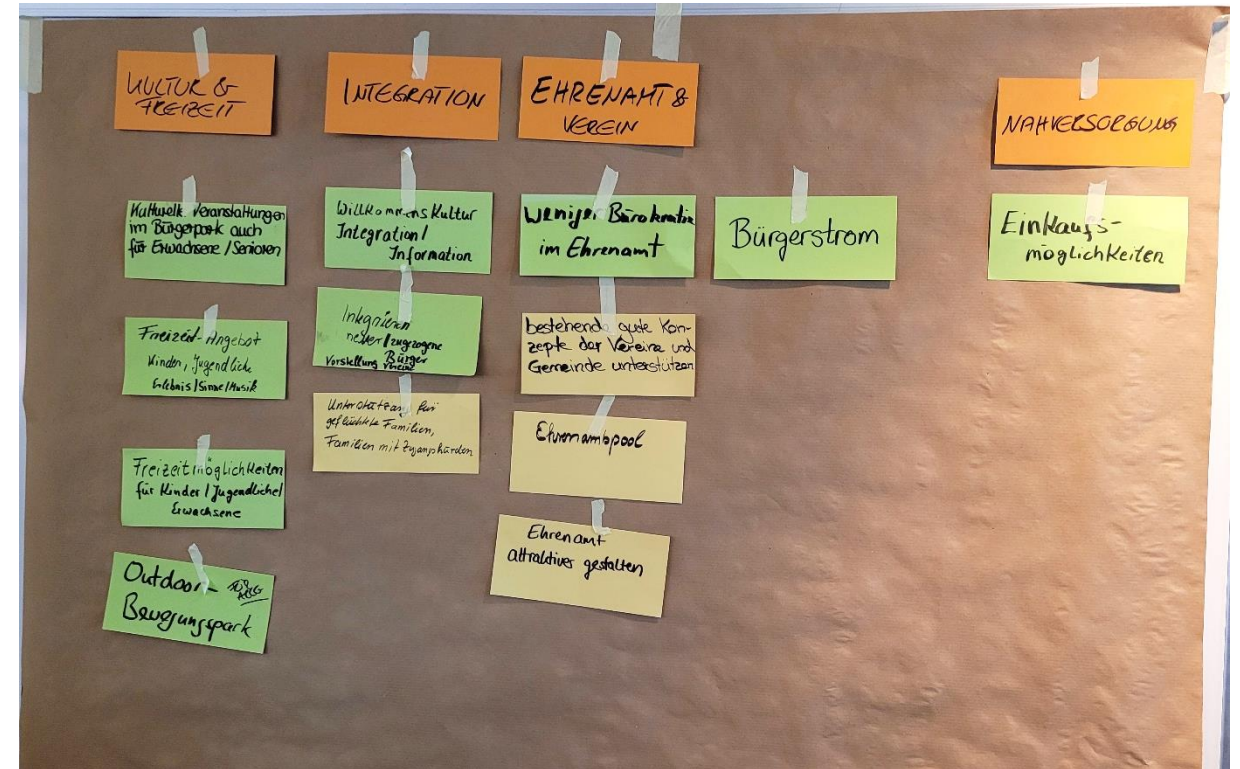 KULTUR &
FREIZEIT
Kulturelle Veranstaltungen
im Bürgerpark auch
für Erwachsene / Senioren
Freizeit-Angebot
Kinder, Jugendliche
Erlebnis / Sinne / Musik
Freizeitmöglichkeiten
für Kinder / Jugendliche /
Erwachsene
Outdoor-
Bewegungspark
INTEGRATION
Willkommens Kultur
Integration /
Information
Integrieren
neuer / zugezogene
Bürger
Vorstellung Vereine
Unterstützung für
geflüchtete Familien,
Familien mit Zugangshürden
EHRENAMT &
VEREIN
Weniger Bürokratie
im Ehrenamt
bestehende gute Kon-
zepte der Vereine und
Gemeinde unterstützen
Ehrenamtspool
Ehrenamt
attraktiver gestalten
Bürgerstrom
NAHVERSORGUNG
Einkaufs-
möglichkeiten